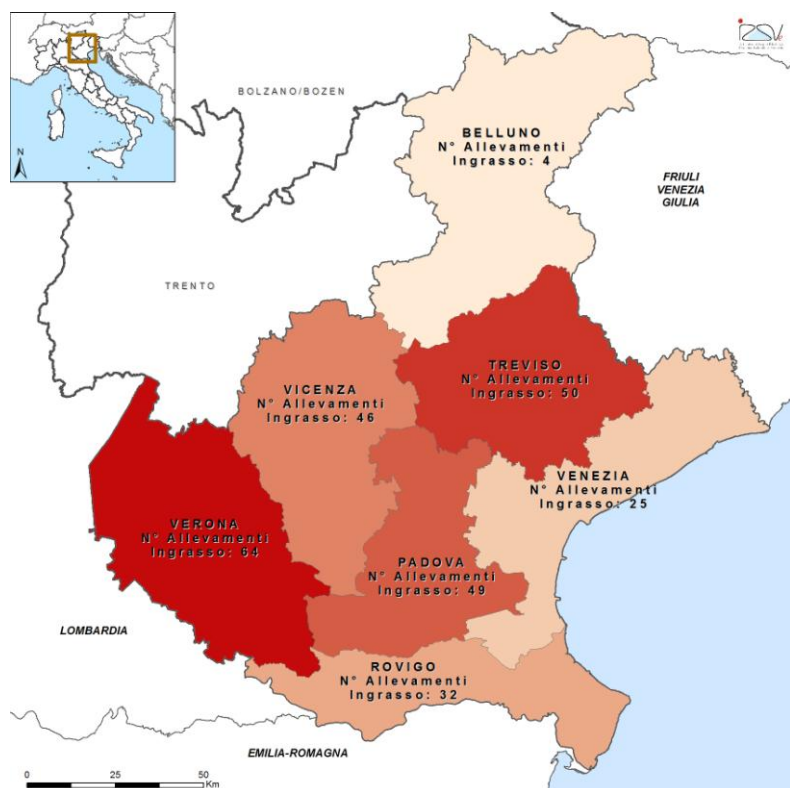 N
BOLZANO/BOZEN
BELLUNO
N° Allevamenti
Ingrasso: 4
FRIULI
VENEZIA
GIULIA
TRENTO
TREVISO
N° Allevamenti
Ingrasso: 50
VICENZA
N° Allevamenti
Ingrasso: 46
VENEZIA
N° Allevamenti
Ingrasso: 25
VERONA
N° Allevamenti
Ingrasso: 64
PADOVA
N° Allevamenti
Ingrasso: 49
LOMBARDIA
ROVIGO
N° Allevamenti
Ingrasso: 32
EMILIA-ROMAGNA
0 25 50
Km